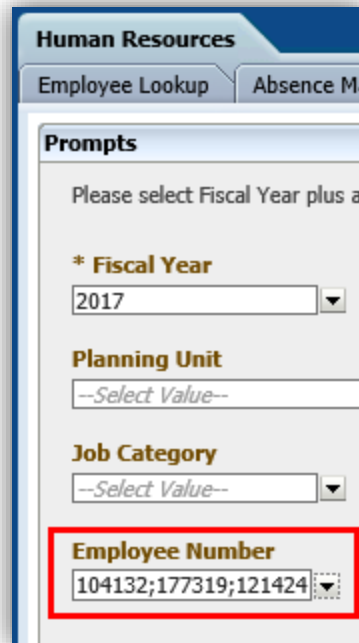 Human Resources
Employee Lookup Absence
Prompts
Please select Fiscal Year plus
* Fiscal Year
2017
Planning Unit
--Select Value--
Job Category
--Select Value--
Employee Number
104132;177319;121424